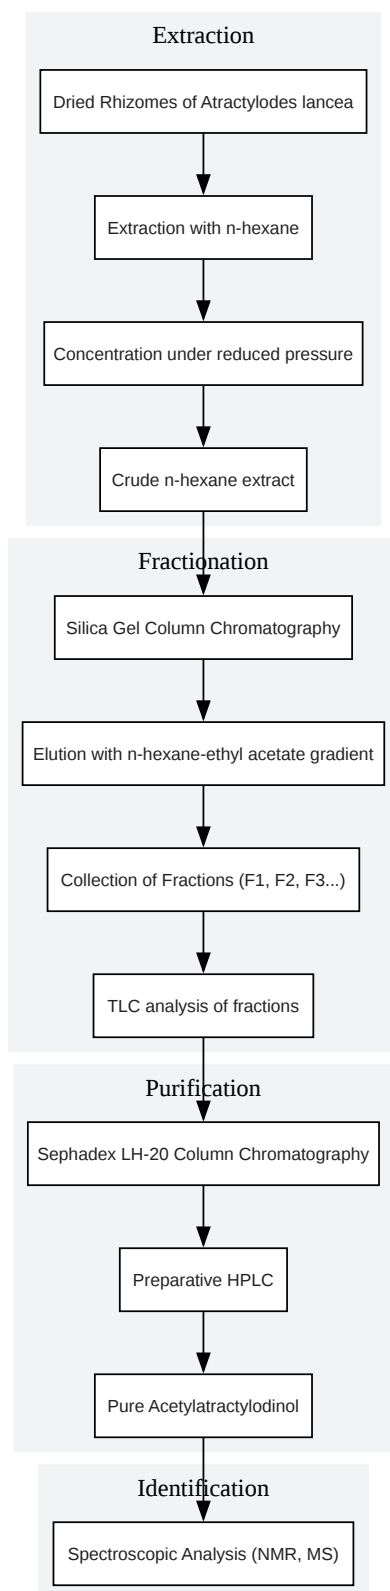 Extraction
Dried Rhizomes of Atractylodes lancea
Extraction with n-hexane
Concentration under reduced pressure
Crude n-hexane extract
Fractionation
Silica Gel Column Chromatography
Elution with n-hexane-ethyl acetate gradient
Collection of Fractions (F1, F2, F3...)
TLC analysis of fractions
Purification
Sephadex LH-20 Column Chromatography
Preparative HPLC
Pure Acetylatractylodinol
Identification
Spectroscopic Analysis (NMR, MS)